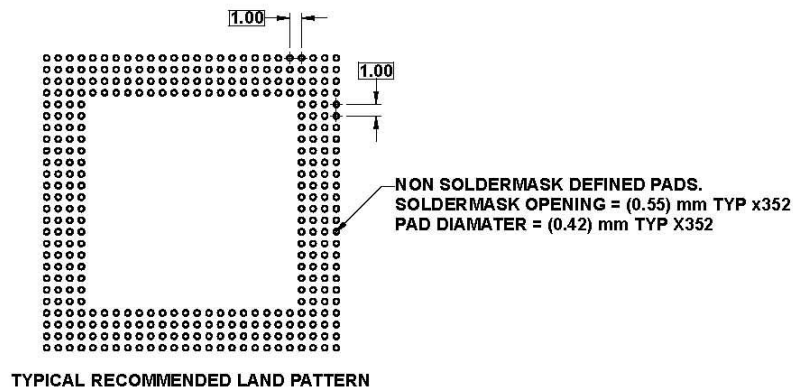 1.00
1.00
NON SOLDERMASK DEFINED PADS.
SOLDERMASK OPENING = (0.55) mm TYP x352
PAD DIAMATER = (0.42) mm TYP X352
TYPICAL RECOMMENDED LAND PATTERN